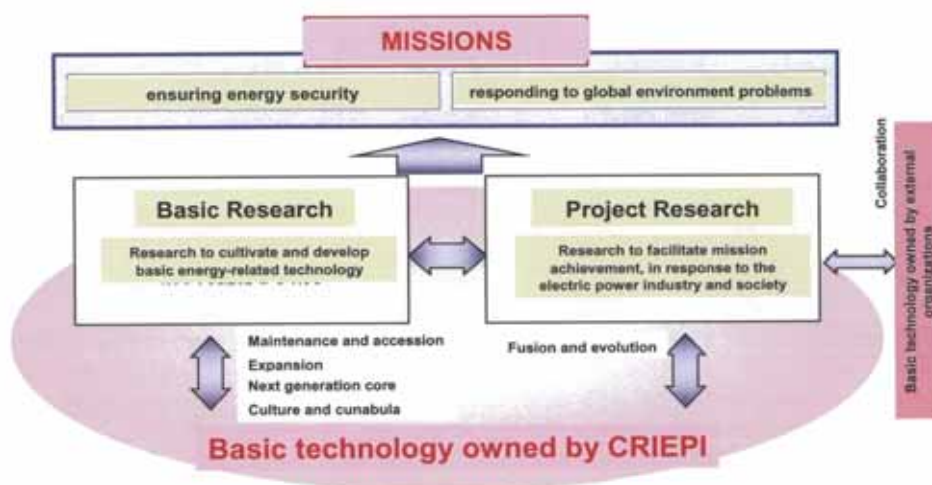 MISSIONS
ensuring energy security
responding to global environment problems
Basic Research
Research to cultivate and develop
basic energy-related technology
Project Research
Research to facilitate mission
achievement, in response to the
electric power industry and society
Collaboration
Basic technology owned by external
organizations
Maintenance and accession
Expansion
Next generation core
Culture and cunabula
Fusion and evolution
Basic technology owned by CRIEPI